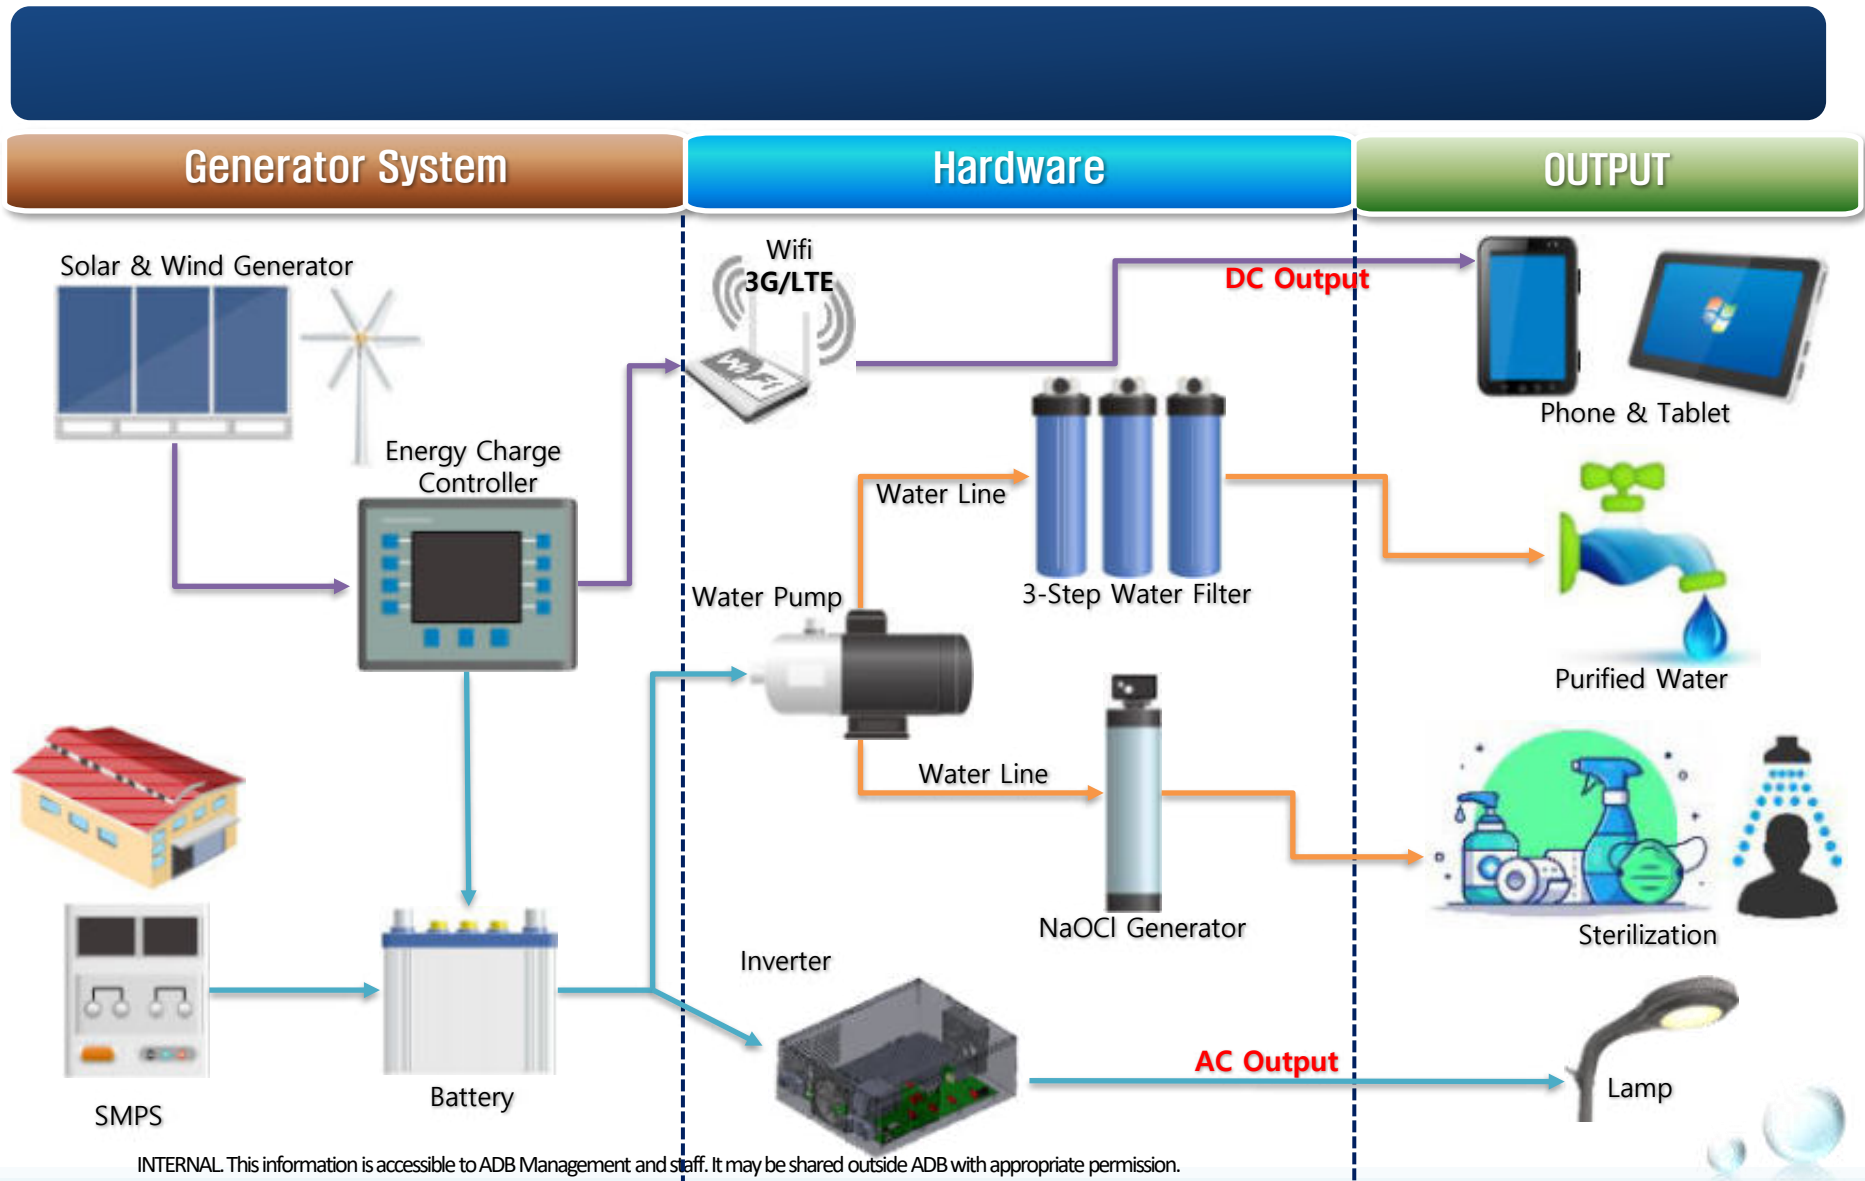 Generator System
Hardware
OUTPUT
Solar & Wind Generator
Wifi
3G/LTE
WiFi
DC Output
Phone & Tablet
Energy Charge
Controller
Water Line
3-Step Water Filter
Water Pump
Purified Water
Water Line
NaOCl Generator
Sterilization
Inverter
AC Output
Lamp
Battery
SMPS
INTERNAL. This information is accessible to ADB Management and staff. It may be shared outside ADB with appropriate permission.